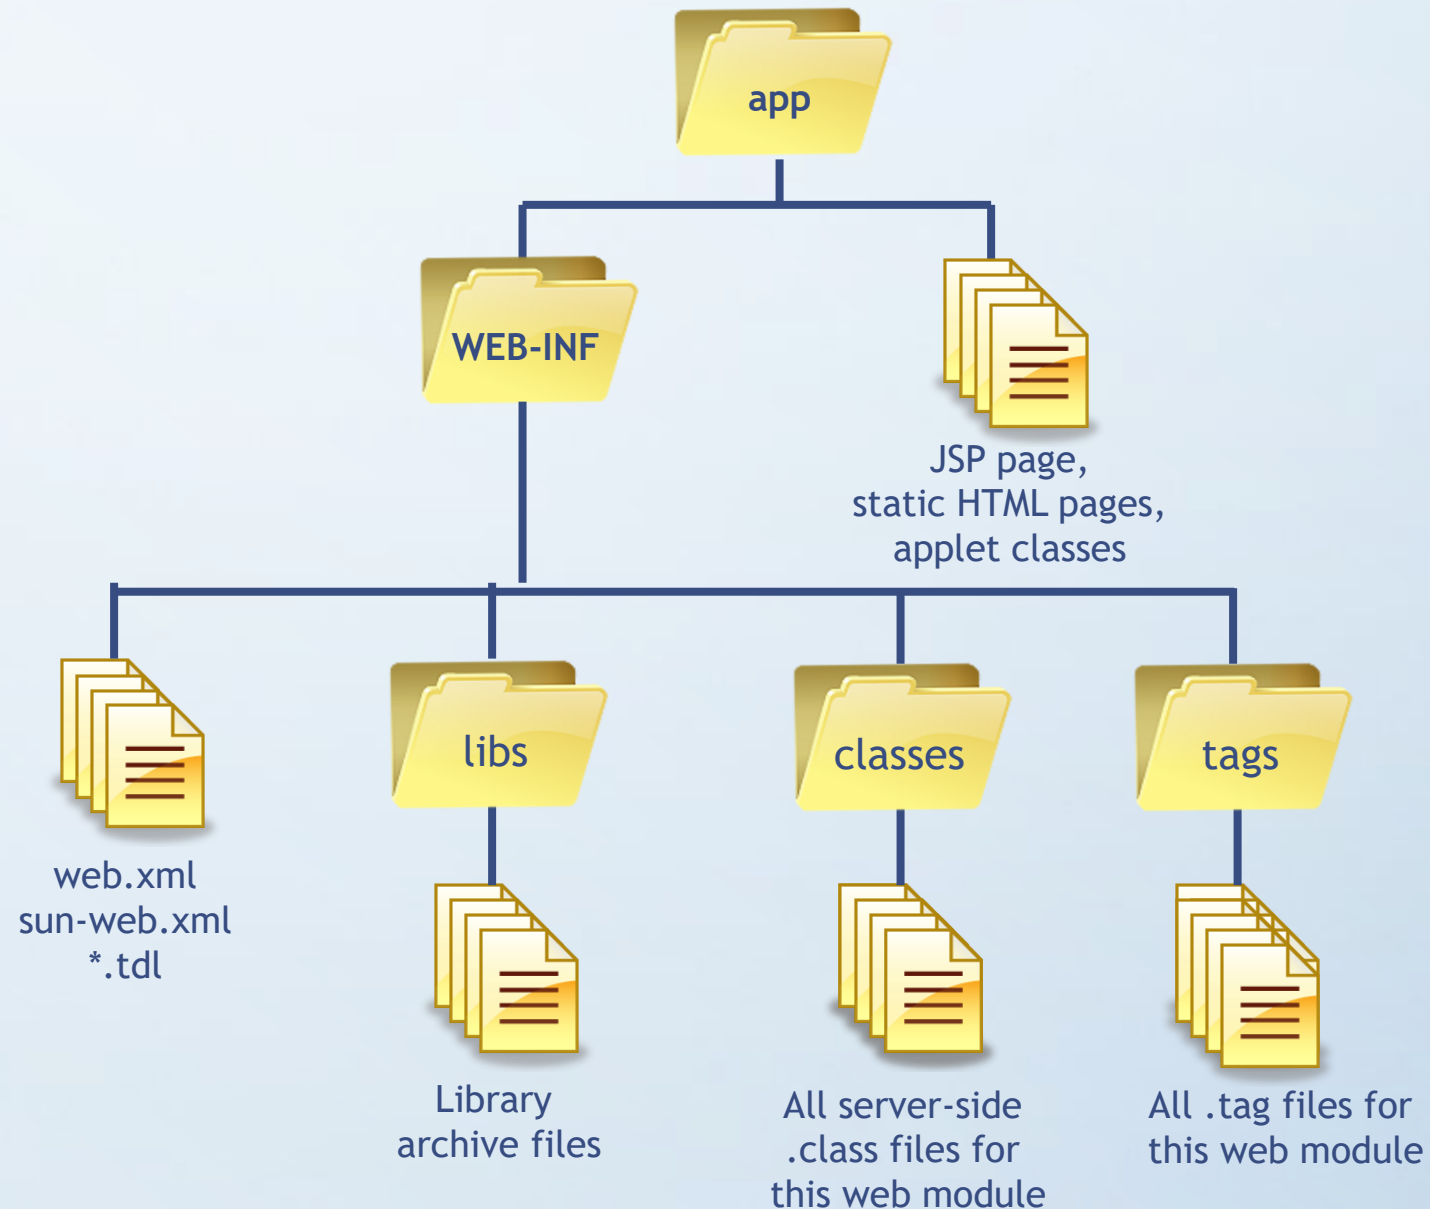 app
WEB-INF
JSP page,
static HTML pages,
applet classes
libs
classes
tags
web.xml
sun-web.xml
*.tdl
Library
archive files
All server-side
.class files for
this web module
All .tag files for
this web module